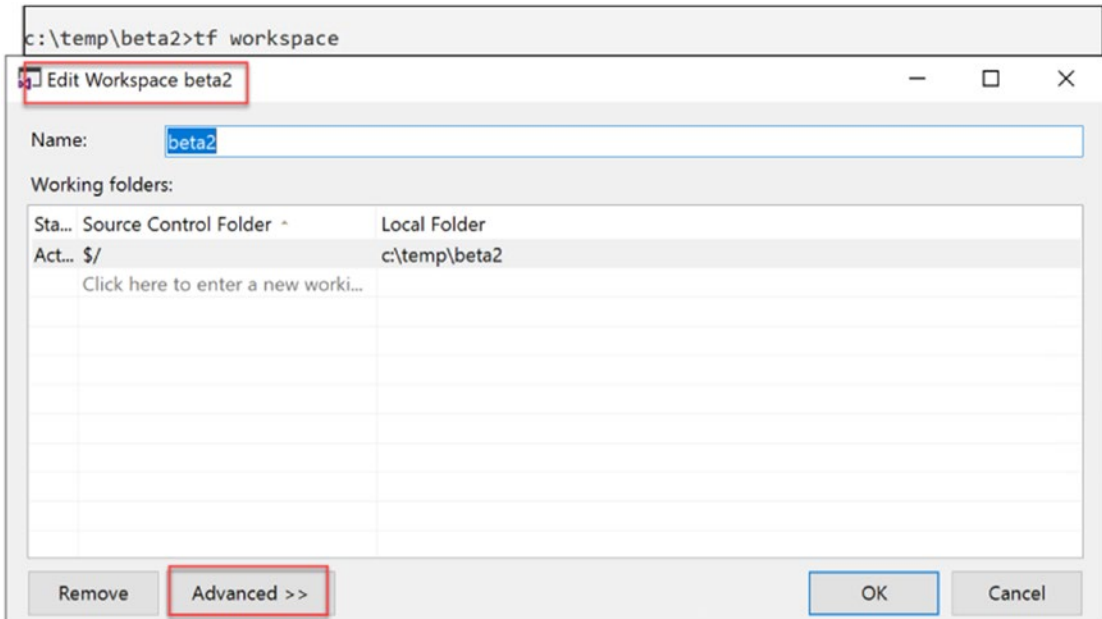 c:\temp\beta2>tf workspace
Edit Workspace beta2
Name: beta2
Working folders:
Sta... Source Control Folder Local Folder
Act... $/ c:\temp\beta2
Click here to enter a new worki...
Remove Advanced >> OK Cancel